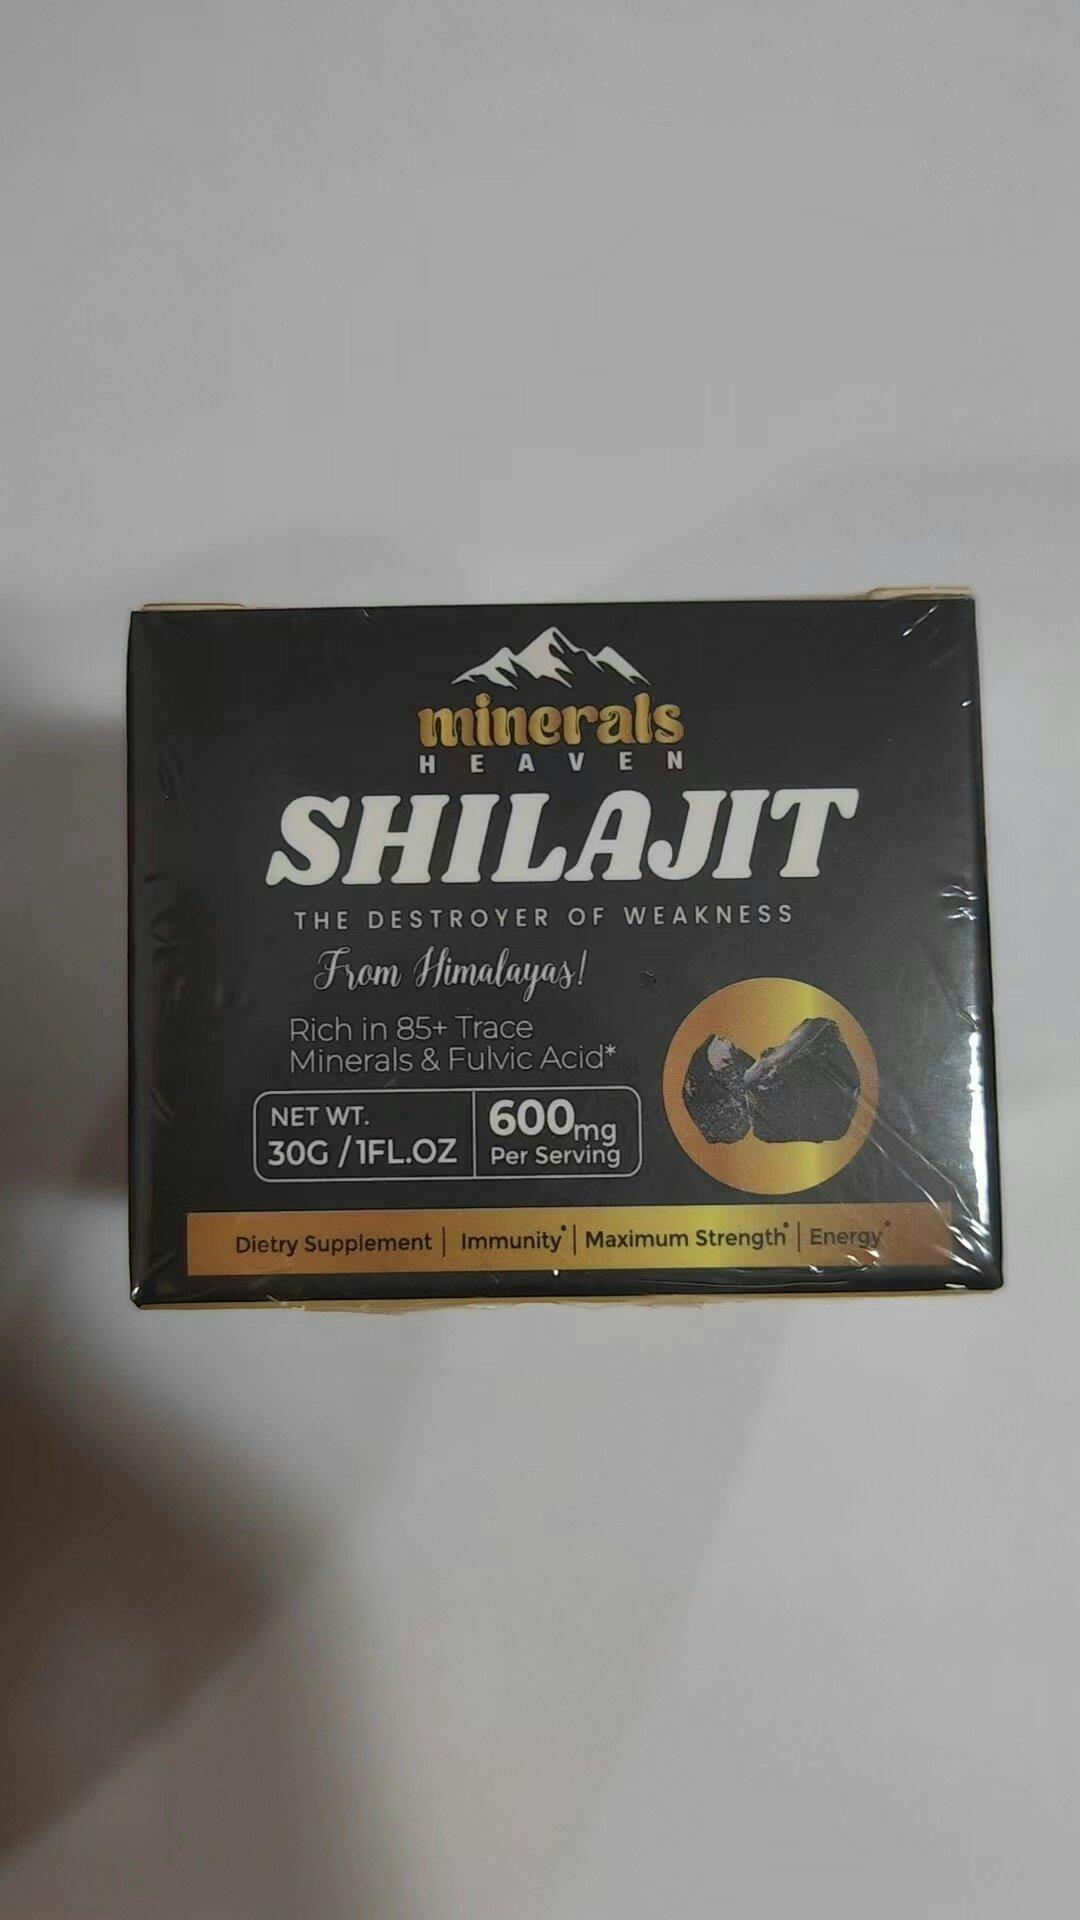 minerals
HEAVEN
SHILAJIT
THE DESTROYER OF WEAKNESS
From Himalayas!
Rich in 85+ Trace
Minerals & Fulvic Acid*
NET WT.
30G / 1FL.OZ
600mg
Per Serving
Dietry Supplement | Immunity* | Maximum Strength* | Energy*